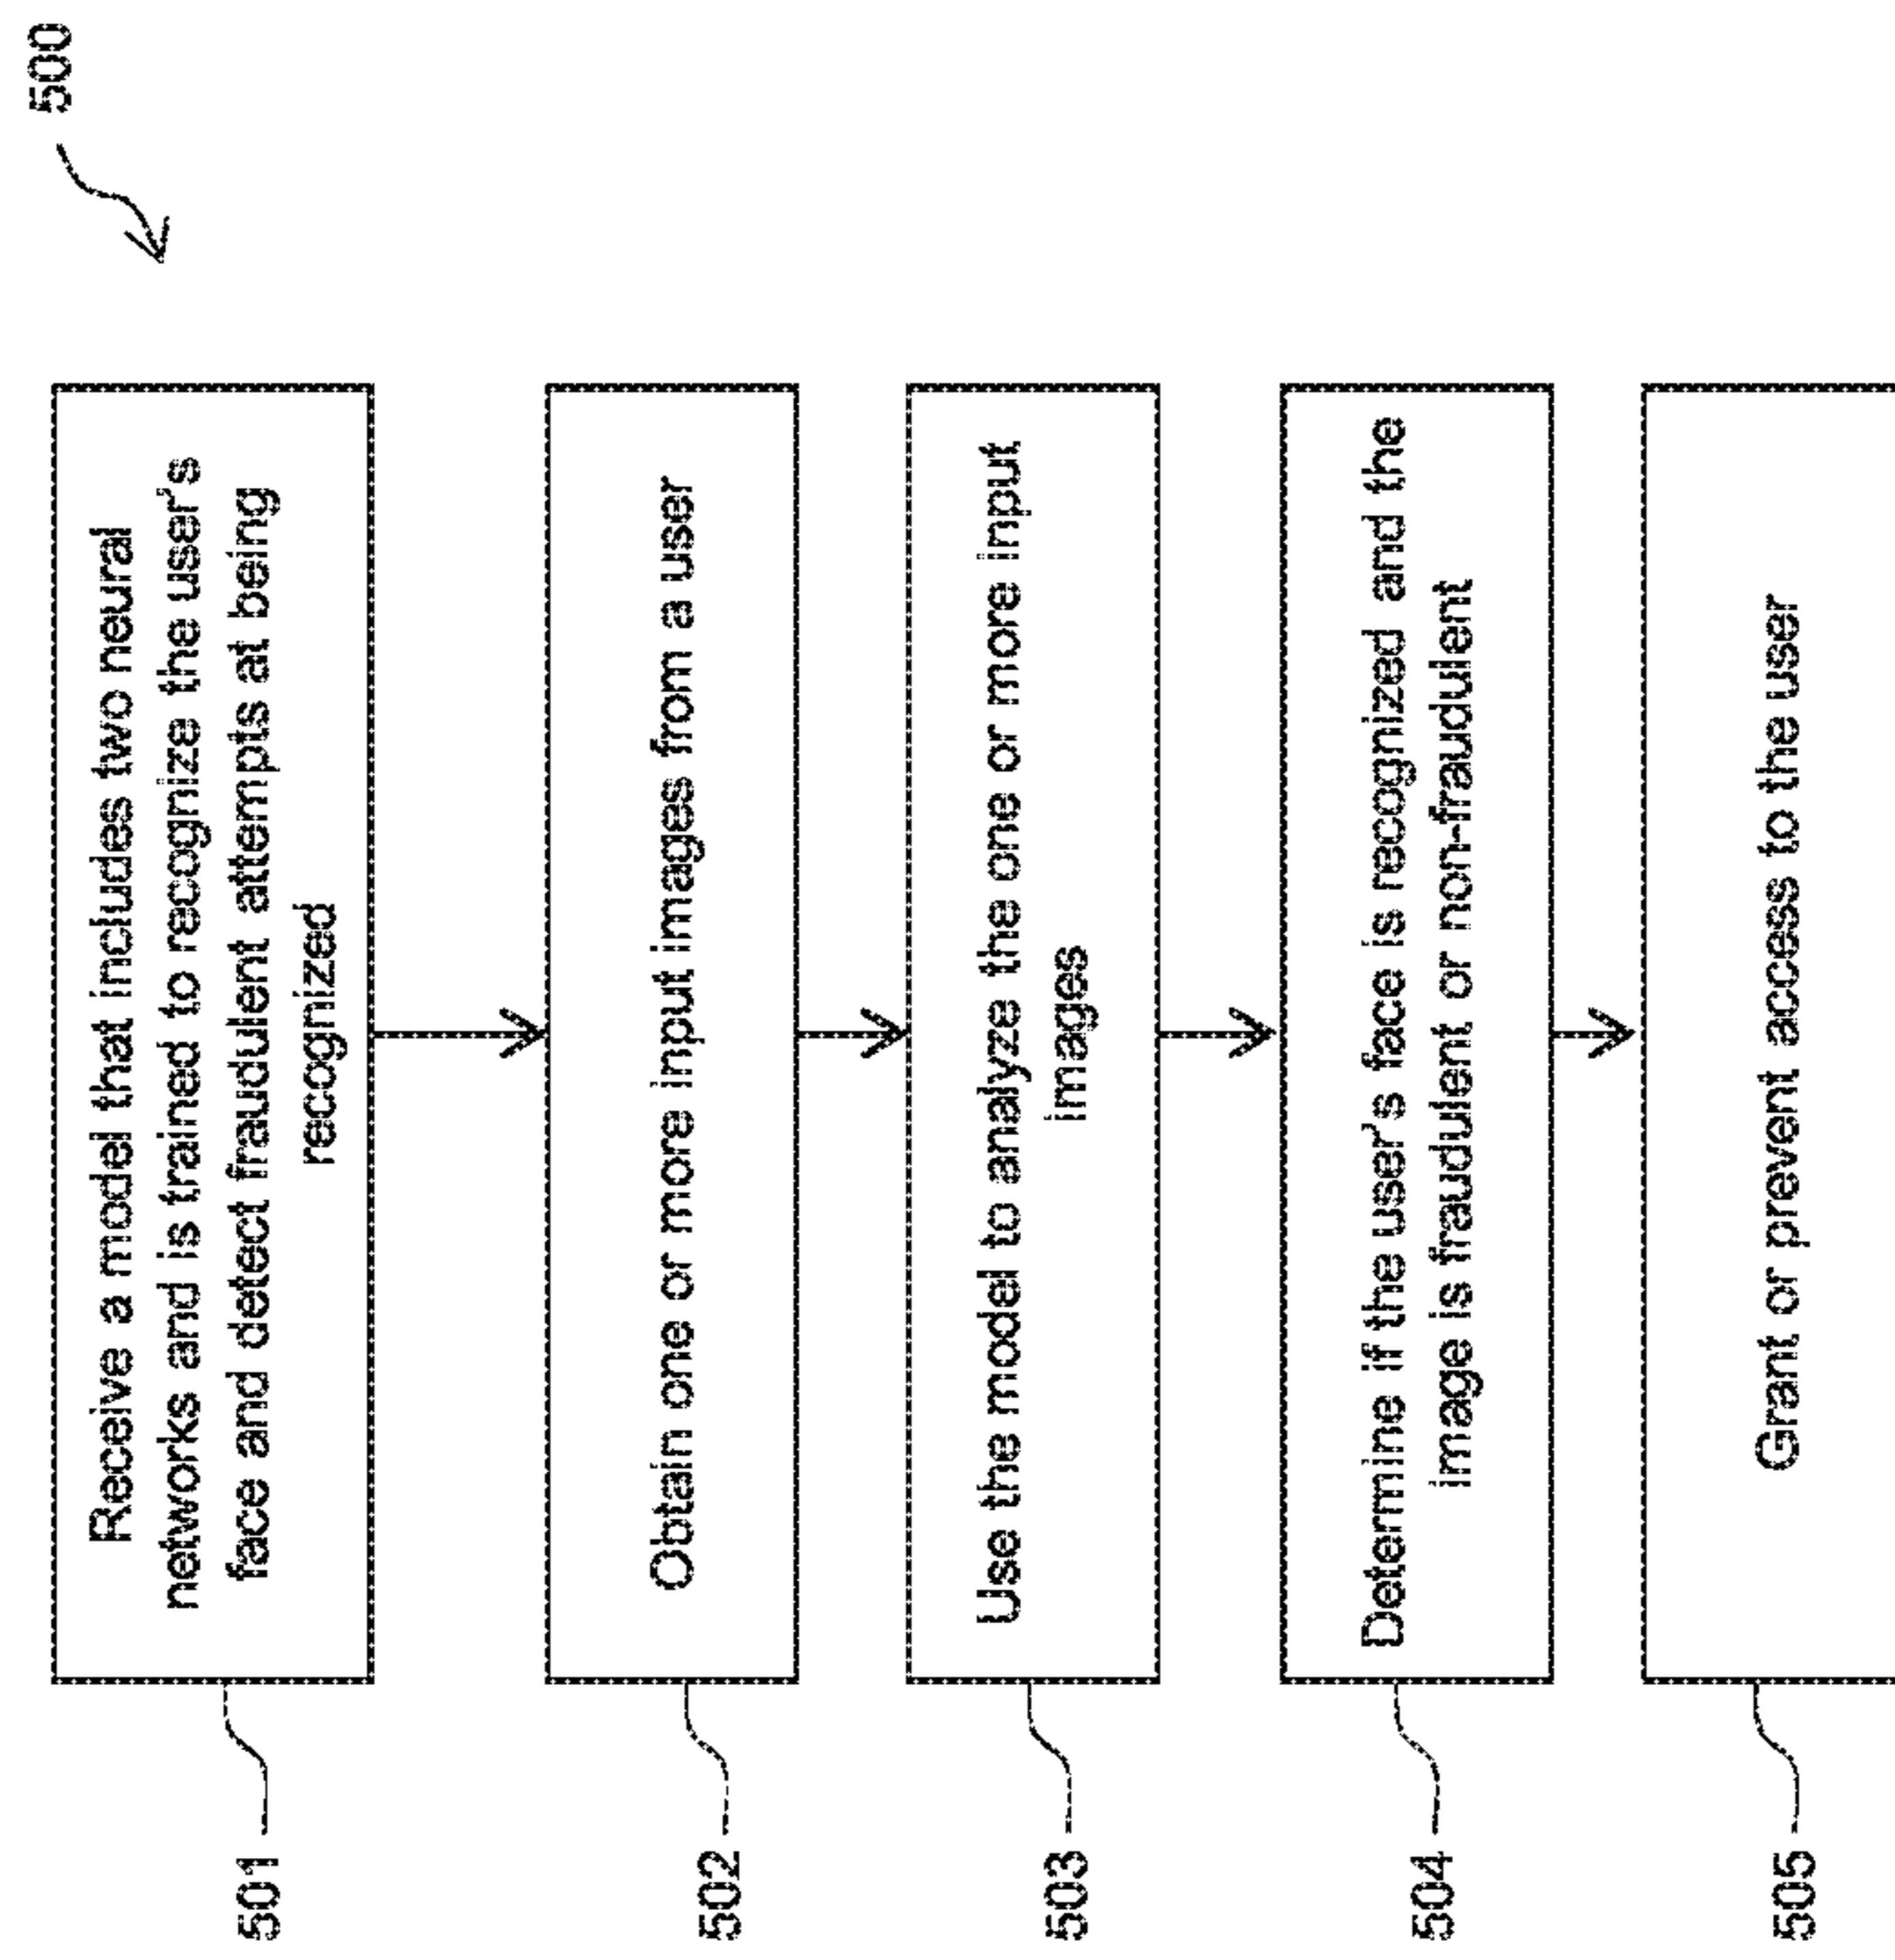 500
501
Receive a model that includes two neural
networks and is trained to recognize the user's
face and detect fraudulent attempts at being
recognized
502
Obtain one or more input images from a user
503
Use the model to analyze the one or more input
images
504
Determine if the user's face is recognized and the
image is fraudulent or non-fraudulent
505
Grant or prevent access to the user